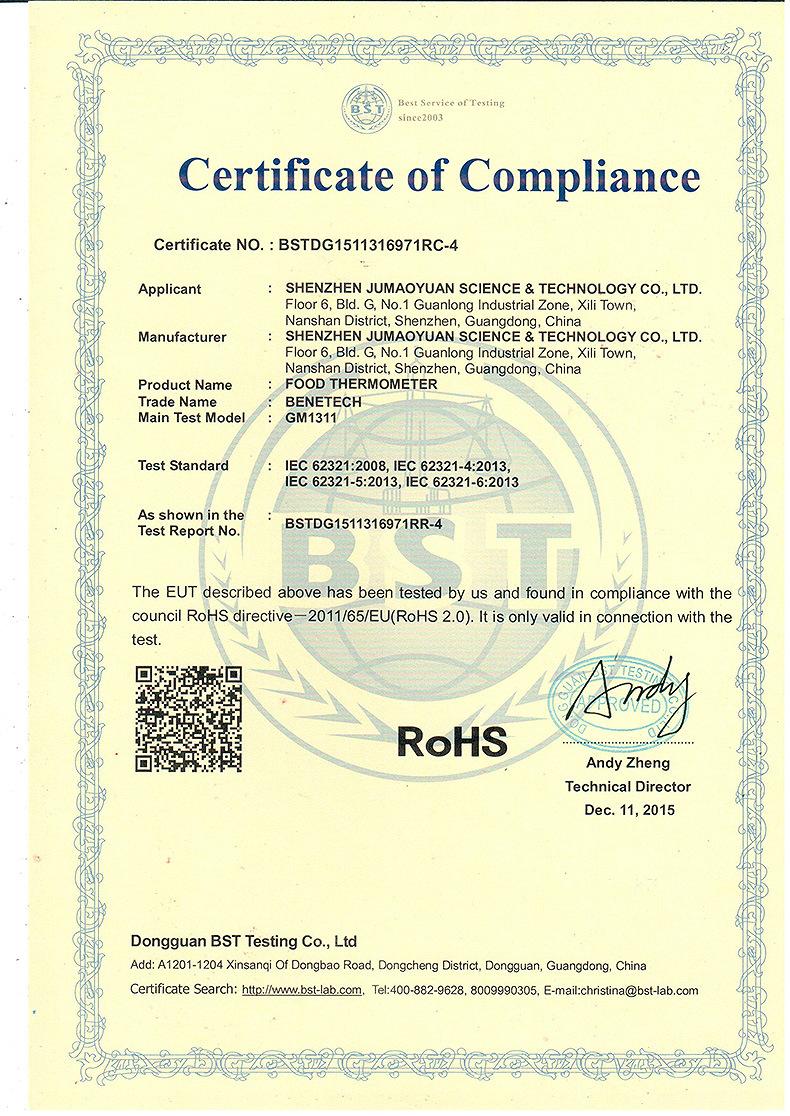 BST
Best Service of Testing
since2003
Certificate of Compliance
Certificate NO. : BSTDG1511316971RC-4
Applicant : SHENZHEN JUMAOYUAN SCIENCE & TECHNOLOGY CO., LTD.
Floor 6, Bld. G, No.1 Guanlong Industrial Zone, Xili Town,
Nanshan District, Shenzhen, Guangdong, China
Manufacturer : SHENZHEN JUMAOYUAN SCIENCE & TECHNOLOGY CO., LTD.
Floor 6, Bld. G, No.1 Guanlong Industrial Zone, Xili Town,
Nanshan District, Shenzhen, Guangdong, China
Product Name : FOOD THERMOMETER
Trade Name : BENETECH
Main Test Model : GM1311
Test Standard : IEC 62321:2008, IEC 62321-4:2013,
IEC 62321-5:2013, IEC 62321-6:2013
As shown in the :
Test Report No. BSTDG1511316971RR-4
BST
The EUT described above has been tested by us and found in compliance with the
council RoHS directive－2011/65/EU(RoHS 2.0). It is only valid in connection with the
test.
DONGGUAN BST TESTING CO., LTD
APPROVED
Andy
RoHS
Andy Zheng
Technical Director
Dec. 11, 2015
Dongguan BST Testing Co., Ltd
Add: A1201-1204 Xinsanqi Of Dongbao Road, Dongcheng District, Dongguan, Guangdong, China
Certificate Search: http://www.bst-lab.com, Tel:400-882-9628, 8009990305, E-mail:christina@bst-lab.com